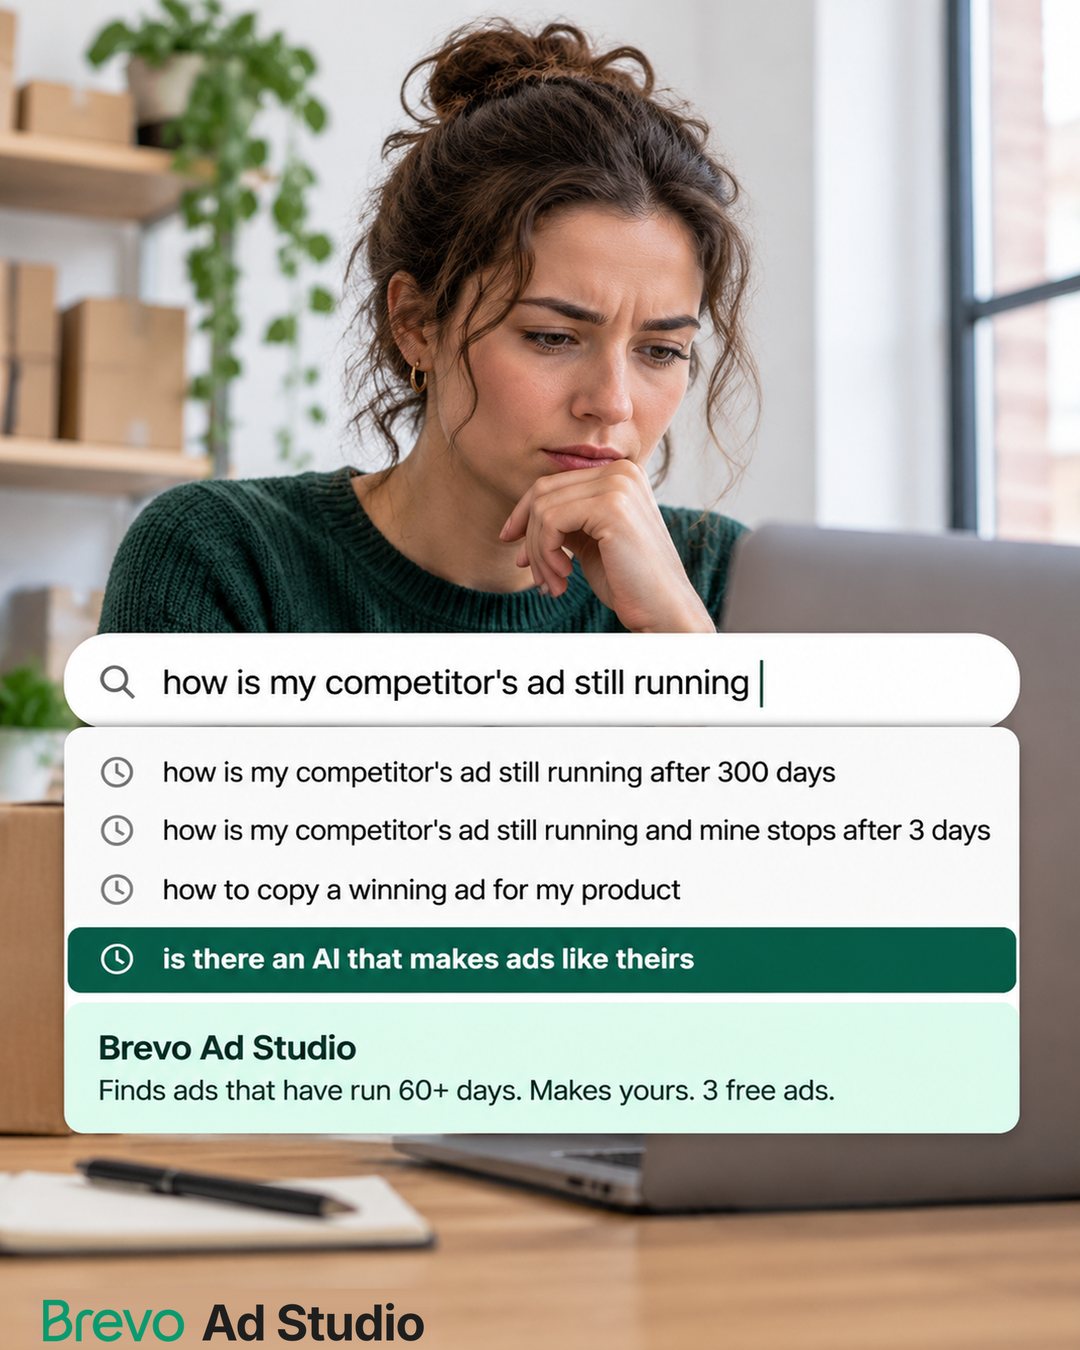 how is my competitor's ad still running
how is my competitor's ad still running after 300 days
how is my competitor's ad still running and mine stops after 3 days
how to copy a winning ad for my product
is there an AI that makes ads like theirs
Brevo Ad Studio
Finds ads that have run 60+ days. Makes yours. 3 free ads.
Brevo Ad Studio